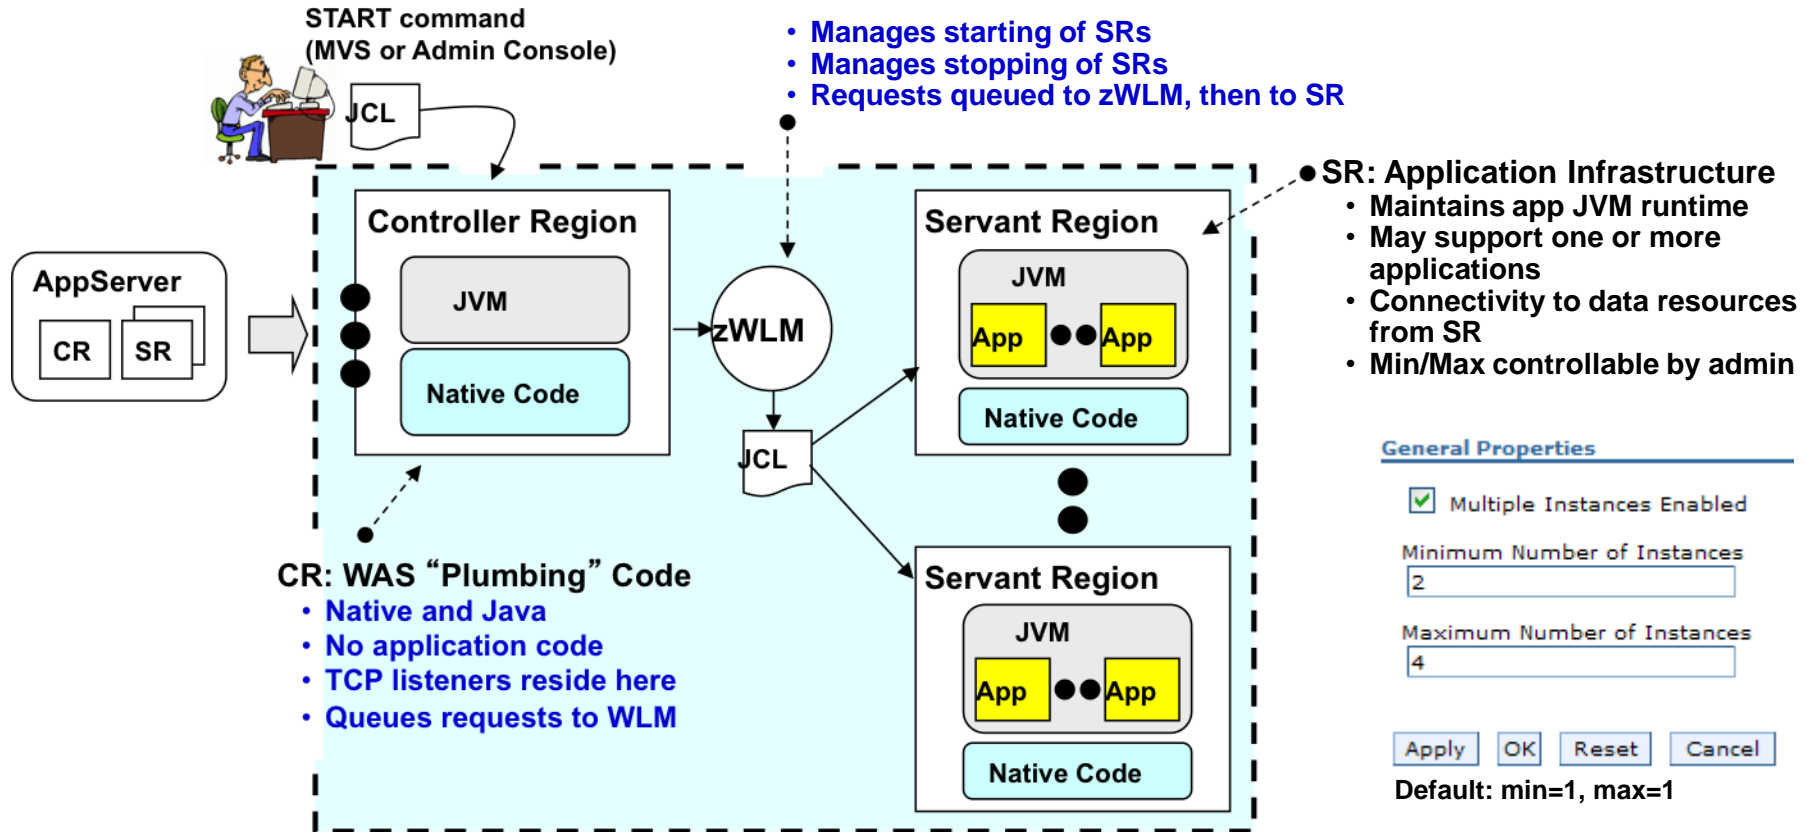 START command
(MVS or Admin Console)
JCL
• Manages starting of SRs
• Manages stopping of SRs
• Requests queued to zWLM, then to SR
AppServer
CR
SR
Controller Region
JVM
Native Code
zWLM
JCL
Servant Region
JVM
App
App
Native Code
Servant Region
JVM
App
App
Native Code
CR: WAS “Plumbing” Code
• Native and Java
• No application code
• TCP listeners reside here
• Queues requests to WLM
SR: Application Infrastructure
• Maintains app JVM runtime
• May support one or more
applications
• Connectivity to data resources
from SR
• Min/Max controllable by admin
General Properties
Multiple Instances Enabled
Minimum Number of Instances
2
Maximum Number of Instances
4
Apply
OK
Reset
Cancel
Default: min=1, max=1